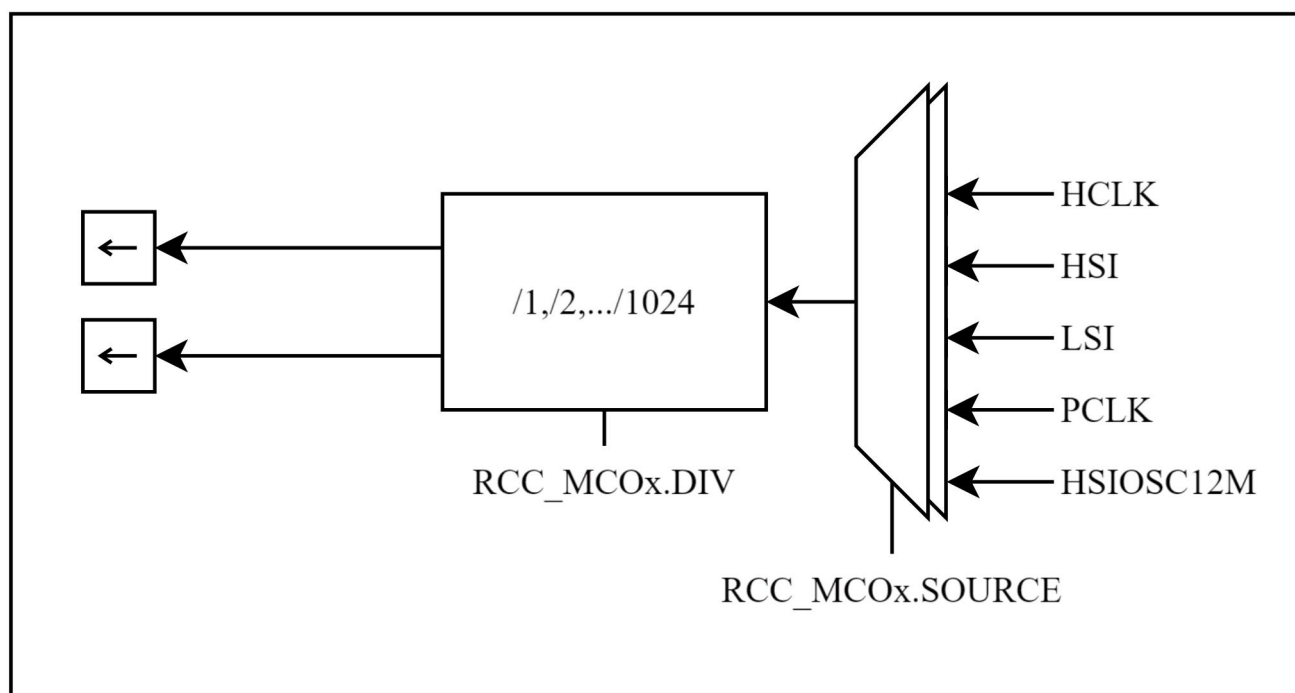 HCLK
HSI
/1,/2,.../1024
LSI
PCLK
RCC_MCOx.DIV
HSIOSC12M
RCC_MCOx.SOURCE